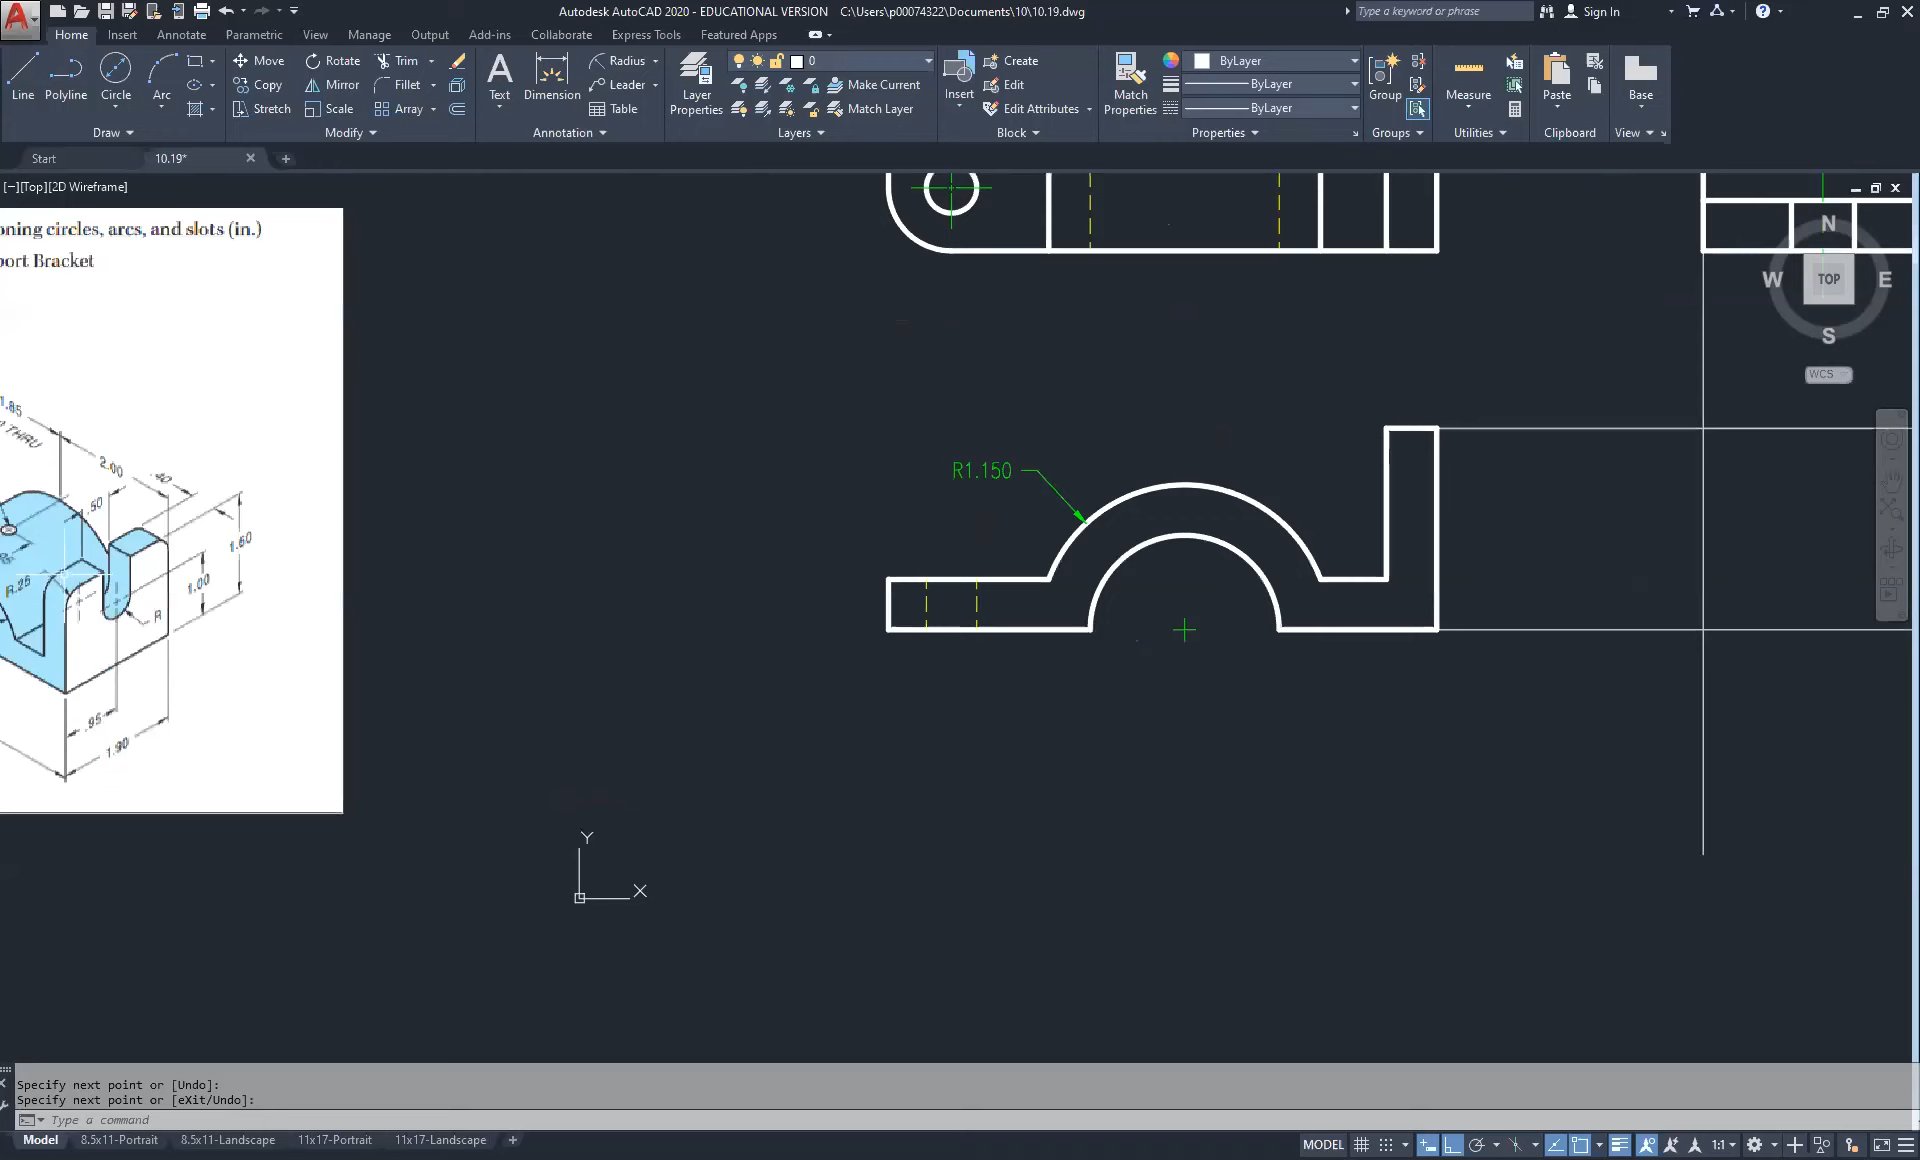 Autodesk AutoCAD 2020 - EDUCATIONAL VERSION C:\Users\p00074322\Documents\10\10.19.dwg
Type a keyword or phrase
Sign In
Home Insert Annotate Parametric View Manage Output Add-ins Collaborate Express Tools Featured Apps
Line Polyline Circle Arc
Move Rotate Trim
Copy Mirror Fillet
Stretch Scale Array
Text Dimension
Radius
Leader
Table
Layer Properties
0
Make Current
Match Layer
Insert
Create
Edit
Edit Attributes
Match Properties
ByLayer
ByLayer
ByLayer
Group
Measure
Paste
Base
Draw Modify Annotation Layers Block Properties Groups Utilities Clipboard View
Start 10.19*
[−][Top][2D Wireframe]
oning circles, arcs, and slots (in.)
port Bracket
1.85
THRU
2.00
.40
.50
1.60
R.25
1.00
R
.95
1.90
R1.150
N
W TOP E
S
WCS
Y
X
Specify next point or [Undo]:
Specify next point or [eXit/Undo]:
Type a command
Model 8.5x11-Portrait 8.5x11-Landscape 11x17-Portrait 11x17-Landscape
MODEL
1:1